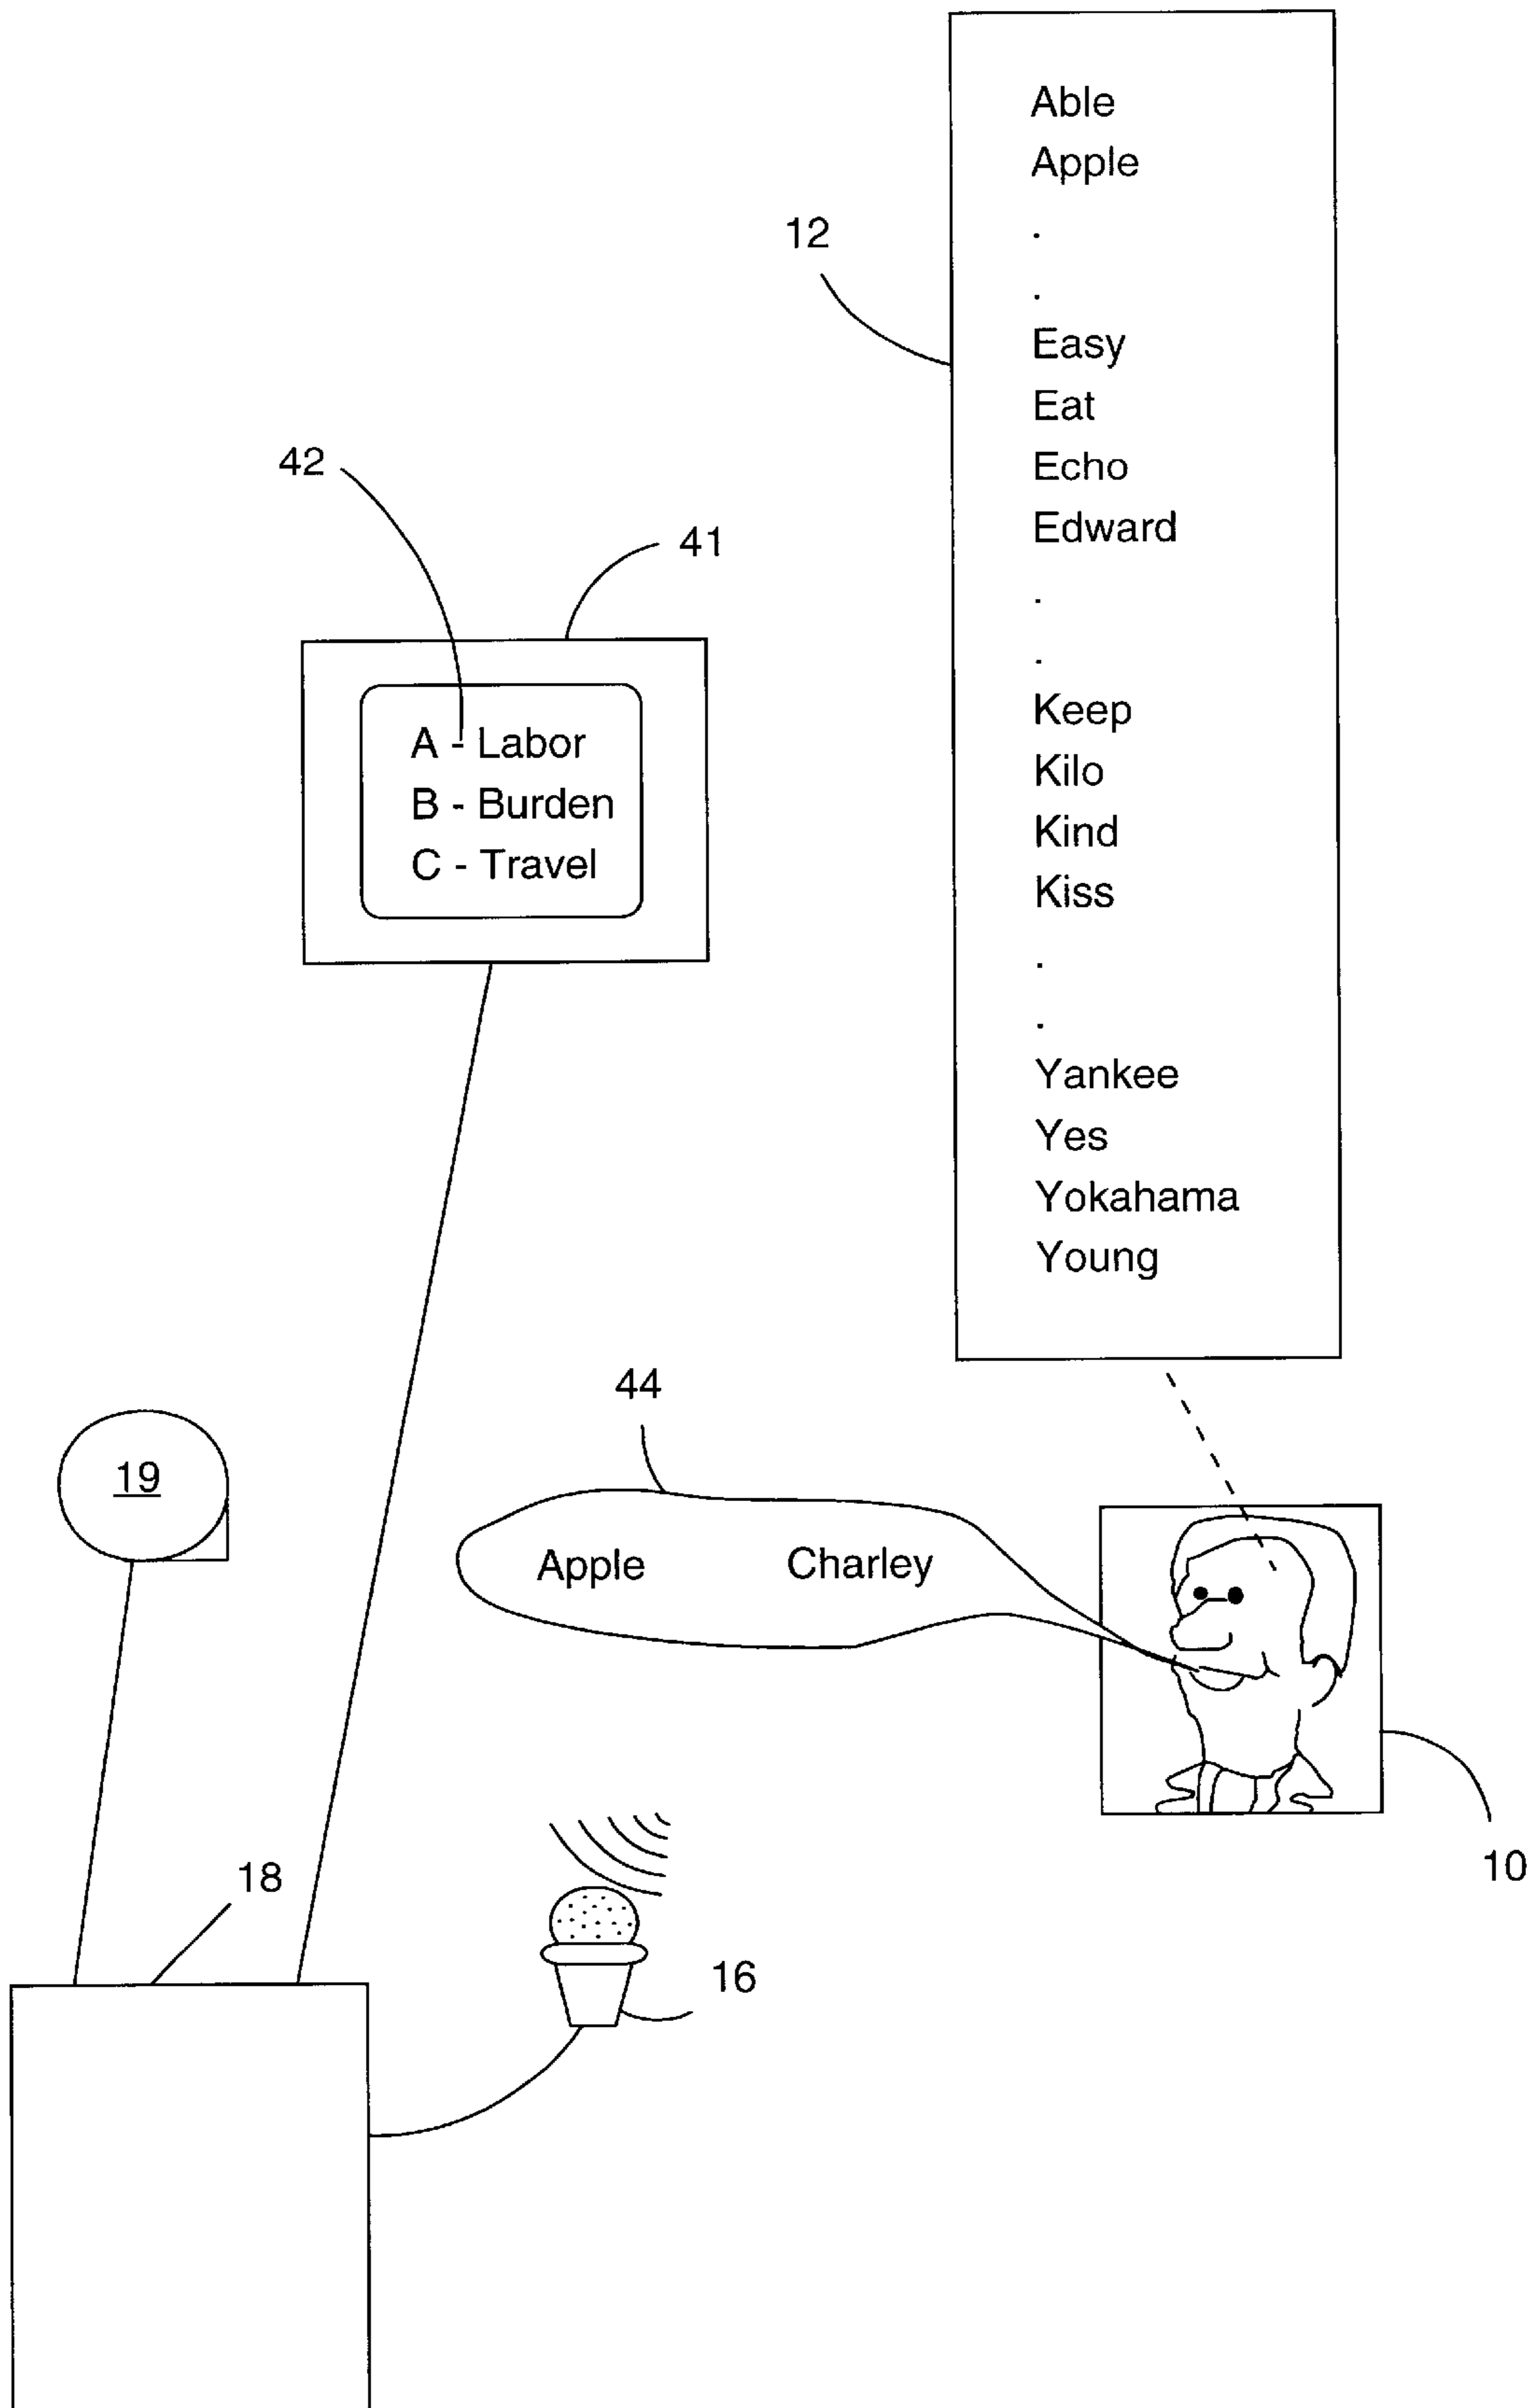 Able
Apple
.
12
.
Easy
Eat
42
Echo
41
Edward
.
.
A - Labor
B - Burden
C - Travel
Keep
Kilo
Kind
Kiss
.
.
Yankee
Yes
Yokahama
Young
44
19
Apple Charley
10
18
16